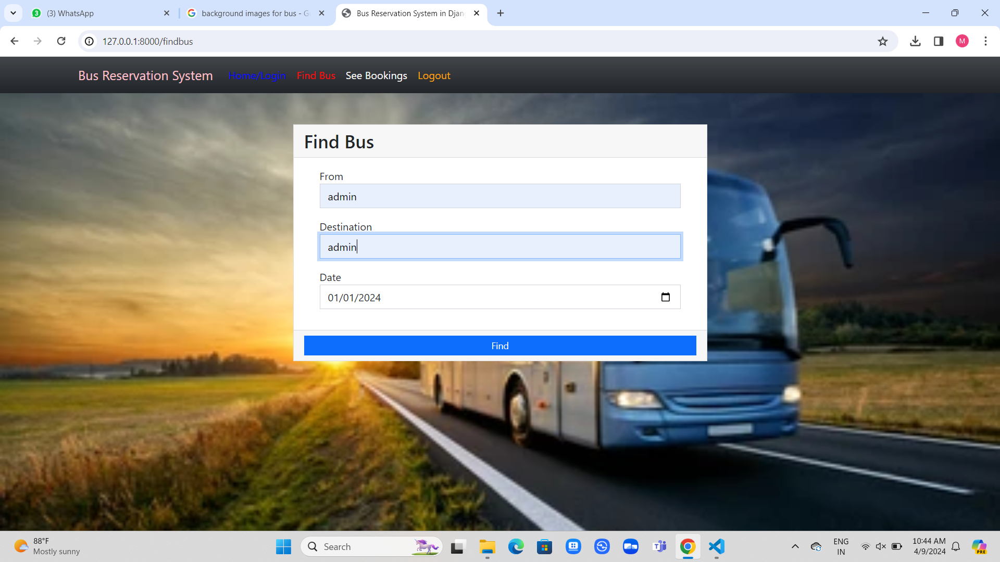 (3) WhatsApp
background images for bus - G
Bus Reservation System in Djan
127.0.0.1:8000/findbus
M
Bus Reservation System Home/Login Find Bus See Bookings Logout
Find Bus
From
admin
Destination
admin
Date
01/01/2024
Find
88°F
Mostly sunny
Search
ENG
IN
10:44 AM
4/9/2024
PRE